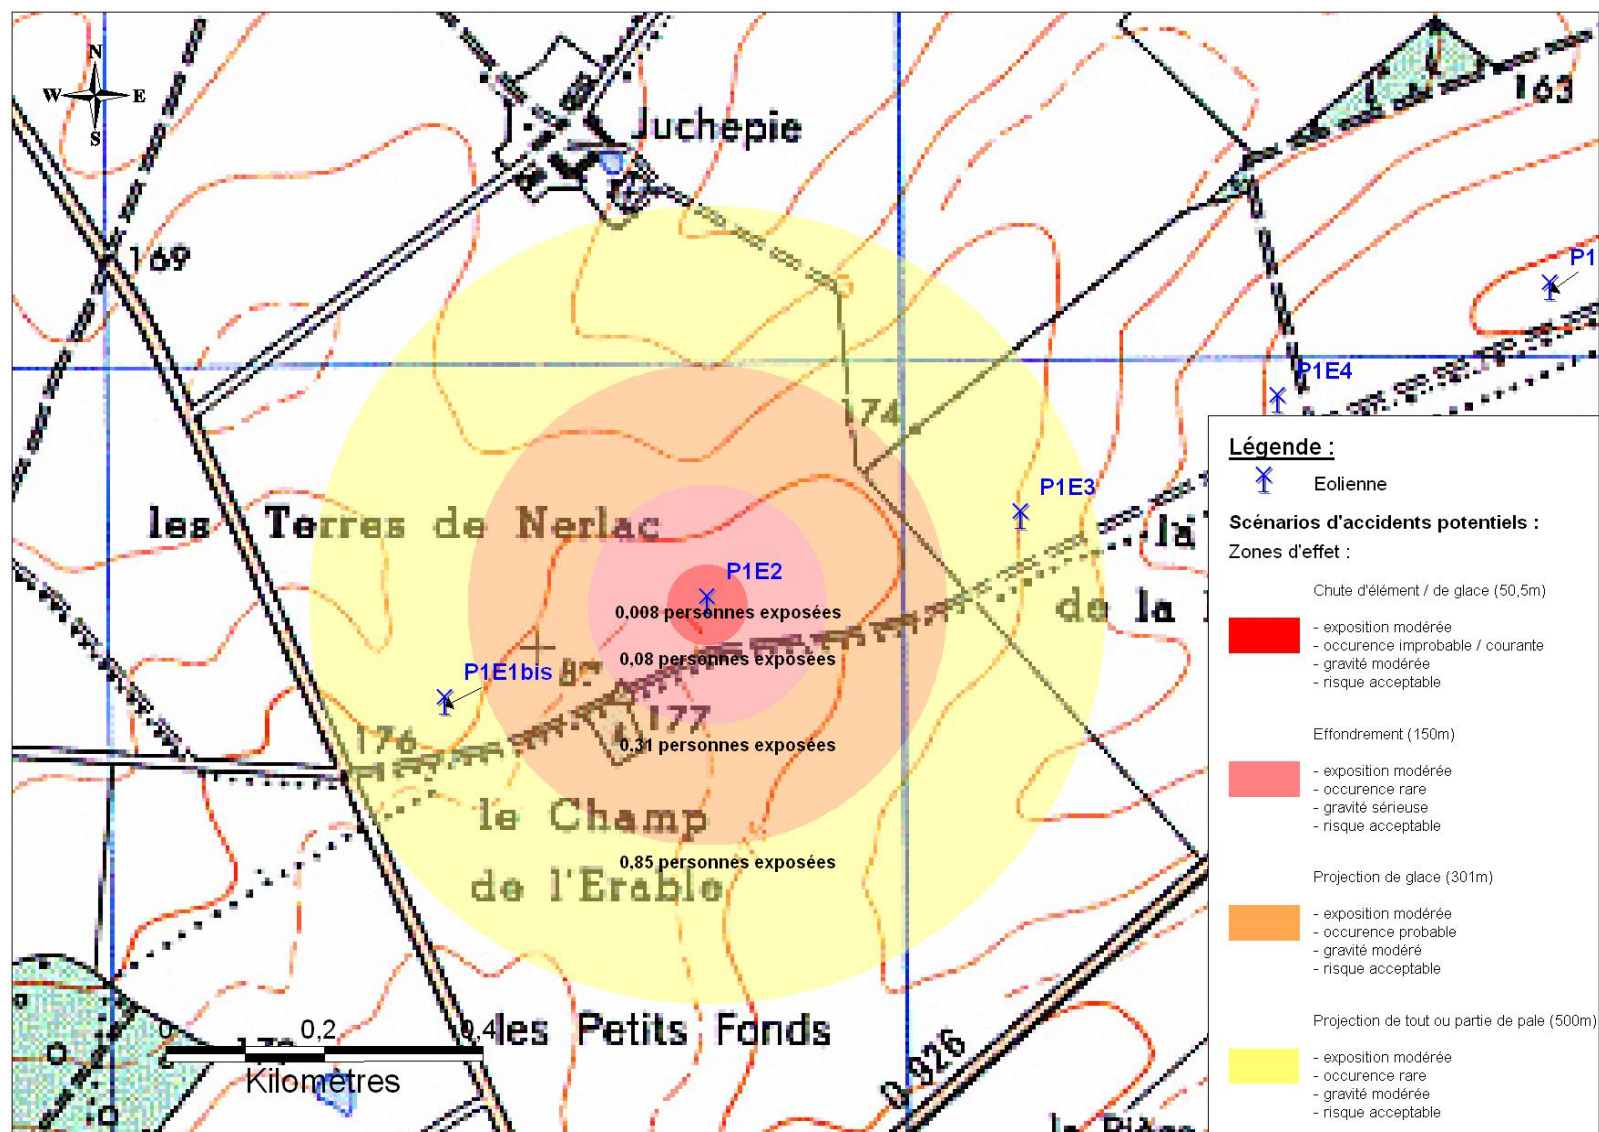 N
W E
S
Juchepie
163
169
P1
P1E4
174
les Terres de Nerlac
P1E3
la
P1E2
de la
0,008 personnes exposées
0,08 personnes exposées
P1E1bis
177
176
0,31 personnes exposées
le Champ
de l'Erable
0,85 personnes exposées
les Petits Fonds
0 0,2 0,4
Kilomètres
D 926
Légende :
Eolienne
Scénarios d'accidents potentiels :
Zones d'effet :
Chute d'élément / de glace (50,5m)
- exposition modérée
- occurence improbable / courante
- gravité modérée
- risque acceptable
Effondrement (150m)
- exposition modérée
- occurence rare
- gravité sérieuse
- risque acceptable
Projection de glace (301m)
- exposition modérée
- occurence probable
- gravité modéré
- risque acceptable
Projection de tout ou partie de pale (500m)
- exposition modérée
- occurence rare
- gravité modérée
- risque acceptable